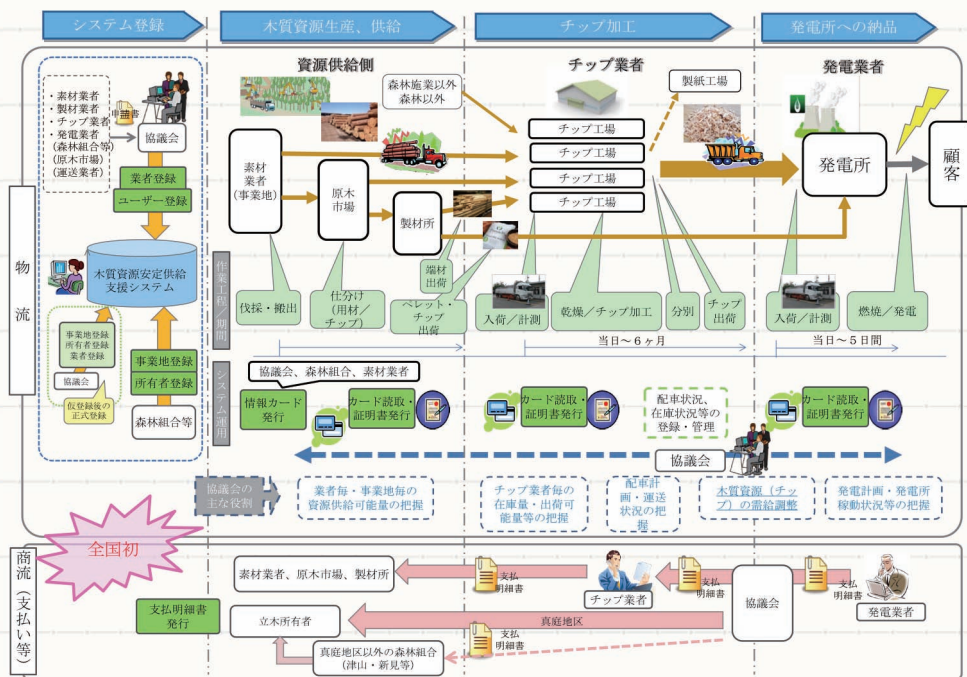 システム登録
木質資源生産、供給
チップ加工
発電所への納品
物流
・素材業者
・製材業者
・チップ業者
・発電業者
(森林組合等)
(原木市場)
(運送業者)
申請書
協議会
業者登録
ユーザー登録
木質資源安定供給
支援システム
事業地登録
所有者登録
業者登録
協議会
仮登録後の
正式登録
事業地登録
所有者登録
森林組合等
資源供給側
森林施業以外
森林以外
チップ業者
製紙工場
発電業者
素材
業者
(事業地)
原木
市場
製材所
チップ工場
チップ工場
チップ工場
チップ工場
発電所
顧客
作業工程/期間
伐採・搬出
仕分け
(用材/
チップ)
端材
出荷
ペレット・
チップ
出荷
入荷/計測
乾燥/チップ加工
分別
チップ
出荷
入荷/計測
燃焼/発電
当日～6ヶ月
当日～5日間
システム運用
協議会、森林組合、素材業者
情報カード
発行
カード読取・
証明書発行
カード読取・
証明書発行
配車状況、
在庫状況等の
登録・管理
カード読取・
証明書発行
協議会
協議会の
主な役割
業者毎・事業地毎の
資源供給可能量の把握
チップ業者毎の
在庫量・出荷可
能量等の把握
配車計
画・運送
状況の把
握
木質資源(チッ
プ)の需給調整
発電計画・発電所
稼動状況等の把握
全国初
商流(支払い等)
素材業者、原木市場、製材所
支払
明細書
チップ業者
支払
明細書
協議会
支払
明細書
発電業者
支払明細書
発行
立木所有者
真庭地区
真庭地区以外の森林組合
(津山・新見等)
支払
明細書